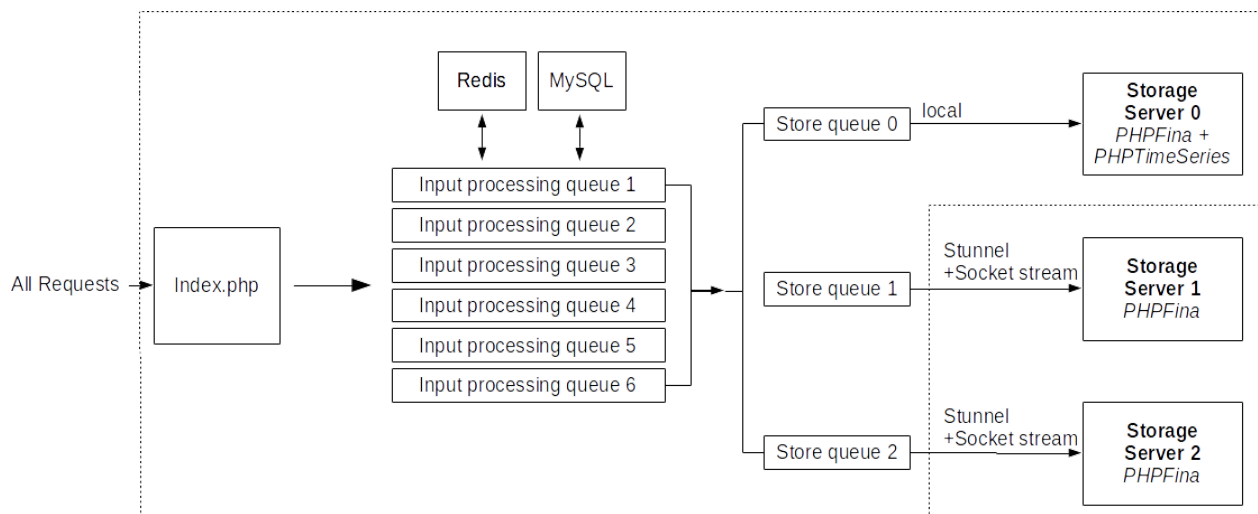 All Requests
Index.php
Redis
MySQL
Input processing queue 1
Input processing queue 2
Input processing queue 3
Input processing queue 4
Input processing queue 5
Input processing queue 6
Store queue 0
local
Storage
Server 0
PHPFina +
PHPTimeSeries
Store queue 1
Stunnel
+Socket stream
Storage
Server 1
PHPFina
Store queue 2
Stunnel
+Socket stream
Storage
Server 2
PHPFina